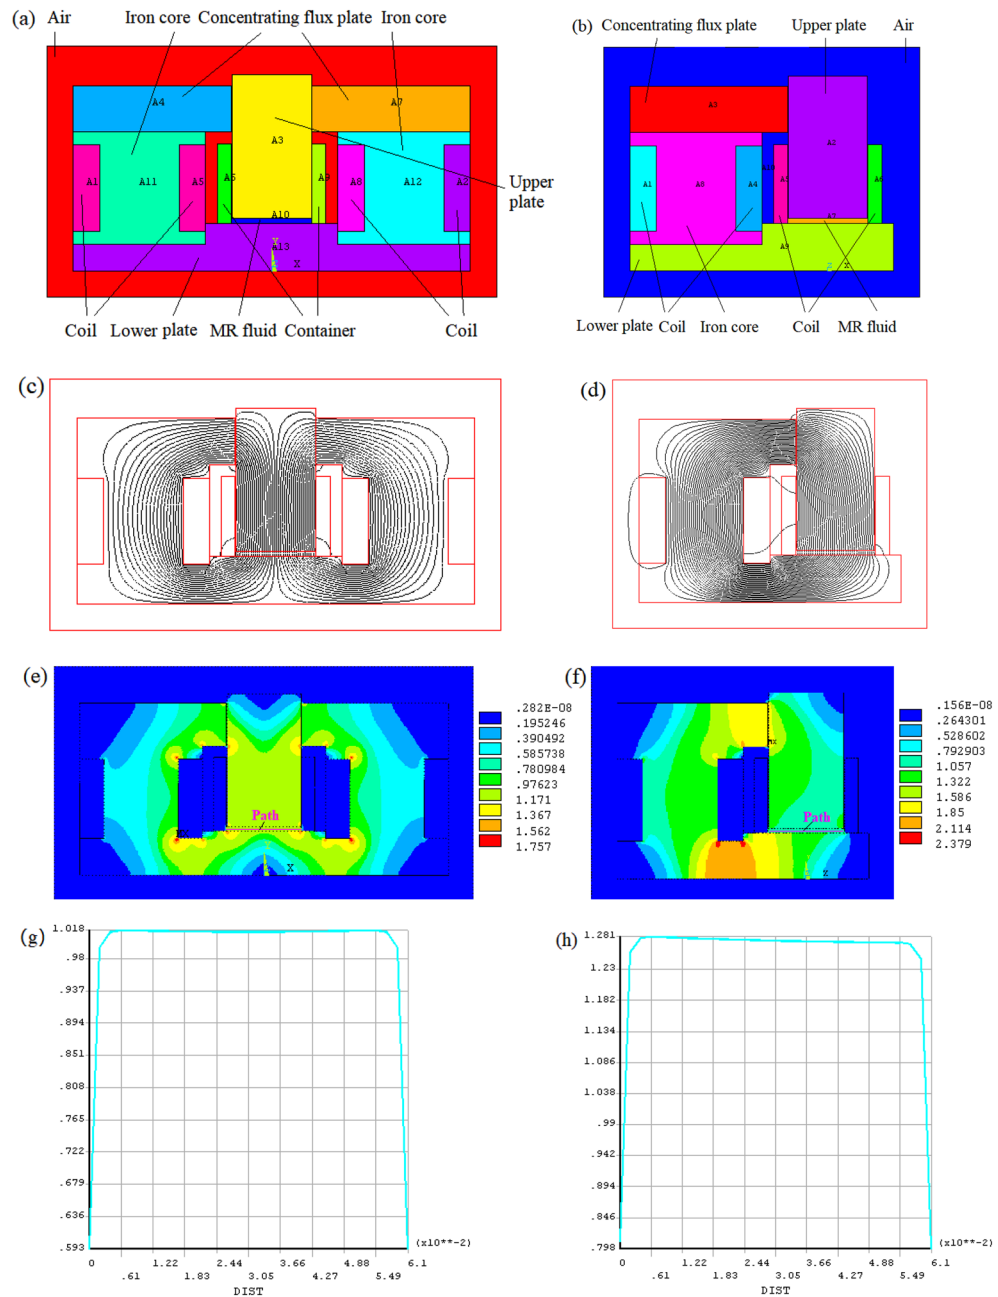 (a)
Air
Iron core
Concentrating flux plate
Iron core
A4
A7
A3
A1
A11
A5
A9
A8
A12
A2
A10
A13
Y
X
Upper
plate
Coil
Lower plate
MR fluid
Container
Coil
(b)
Concentrating flux plate
Upper plate
Air
A3
A2
A1
A4
A9
Z
X
Lower plate
Coil
Iron core
Coil
MR fluid
(c)
(d)
(e)
Path
X
.282E-08
.195246
.390492
.585738
.780984
.97623
1.171
1.367
1.562
1.757
(f)
MX
Path
Z
.156E-08
.264301
.528602
.792903
1.057
1.322
1.586
1.85
2.114
2.379
(g)
1.018
.98
.937
.894
.851
.808
.765
.722
.679
.636
.593
(x10**-2)
0
1.22
2.44
3.66
4.88
6.1
.61
1.83
3.05
4.27
5.49
DIST
(h)
1.281
1.23
1.182
1.134
1.086
1.038
.99
.942
.894
.846
.798
(x10**-2)
0
1.22
2.44
3.66
4.88
6.1
.61
1.83
3.05
4.27
5.49
DIST